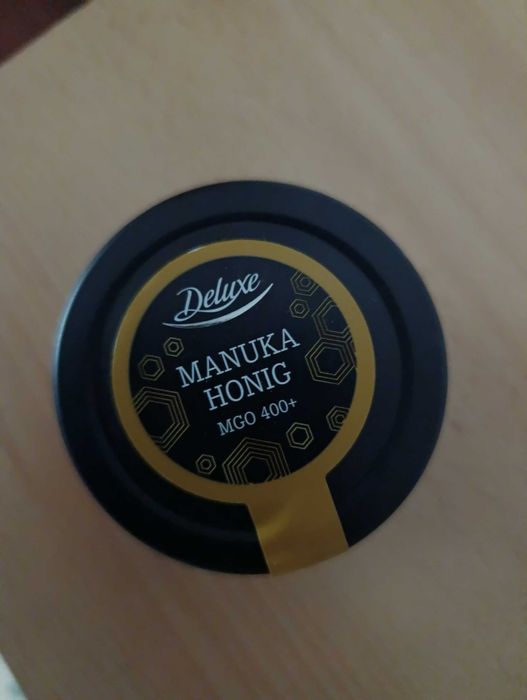 Deluxe
MANUKA
HONIG
MGO 400+